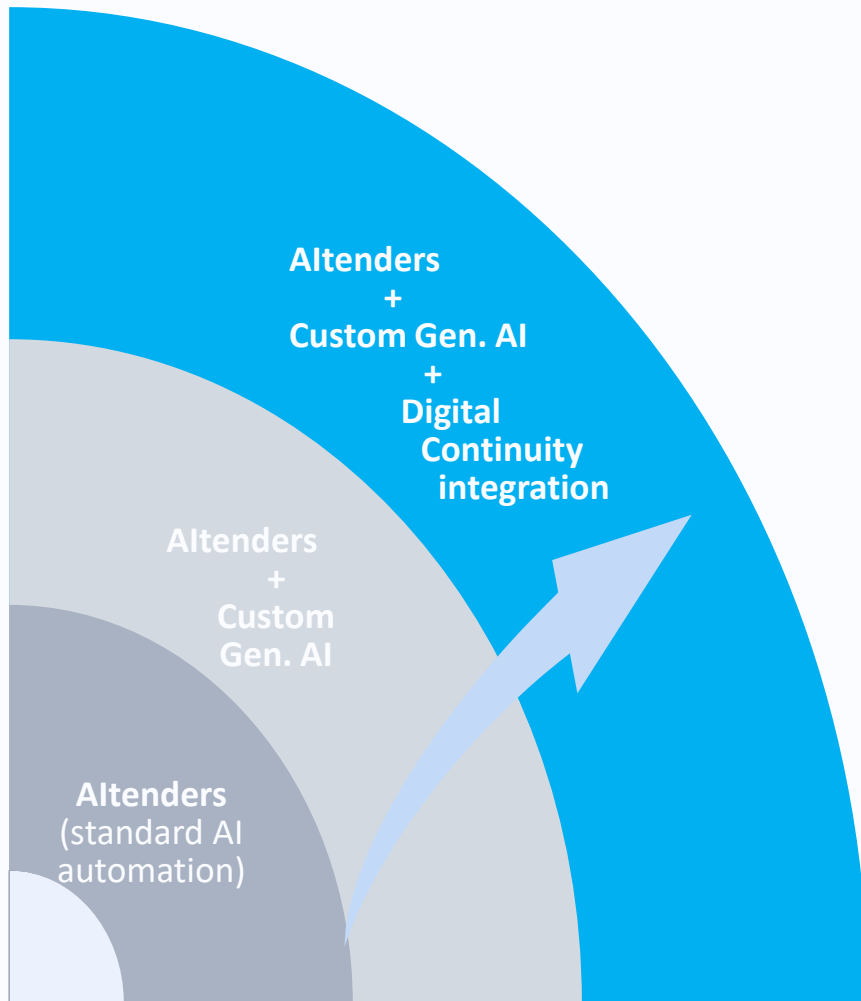 AItenders
+
Custom Gen. AI
+
Digital
Continuity
integration
AItenders
+
Custom
Gen. AI
AItenders
(standard AI
automation)